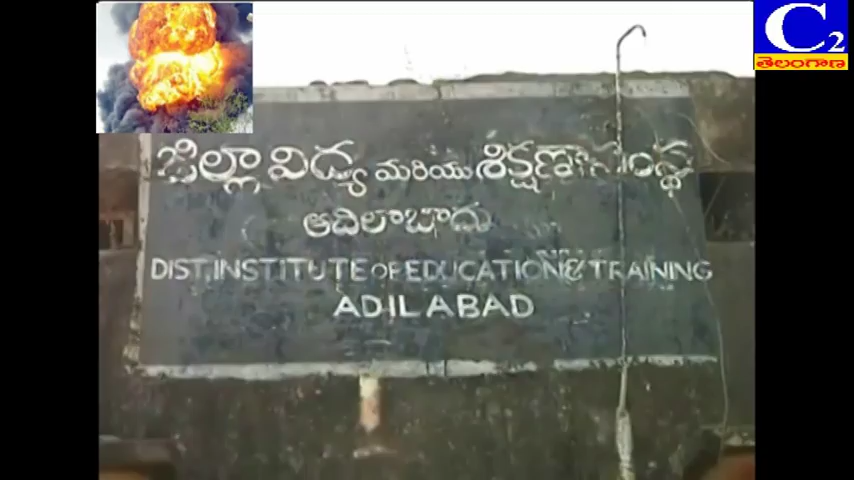 C2
తెలంగాణ
జిల్లా విద్య మరియు శిక్షణా సంస్థ
ఆదిలాబాదు
DIST. INSTITUTE OF EDUCATION & TRAINING
ADILABAD